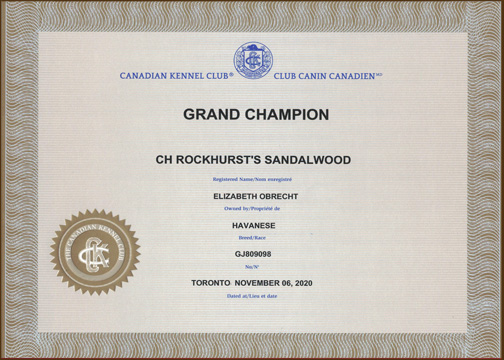 CANADIAN KENNEL CLUB® CLUB CANIN CANADIEN MD
GRAND CHAMPION
CH ROCKHURST'S SANDALWOOD
Registered Name/Nom enregistré
ELIZABETH OBRECHT
Owned by/Propriété de
HAVANESE
Breed/Race
GJ809098
No/N°
TORONTO NOVEMBER 06, 2020
Dated at/Lieu et date
THE CANADIAN KENNEL CLUB
CKC